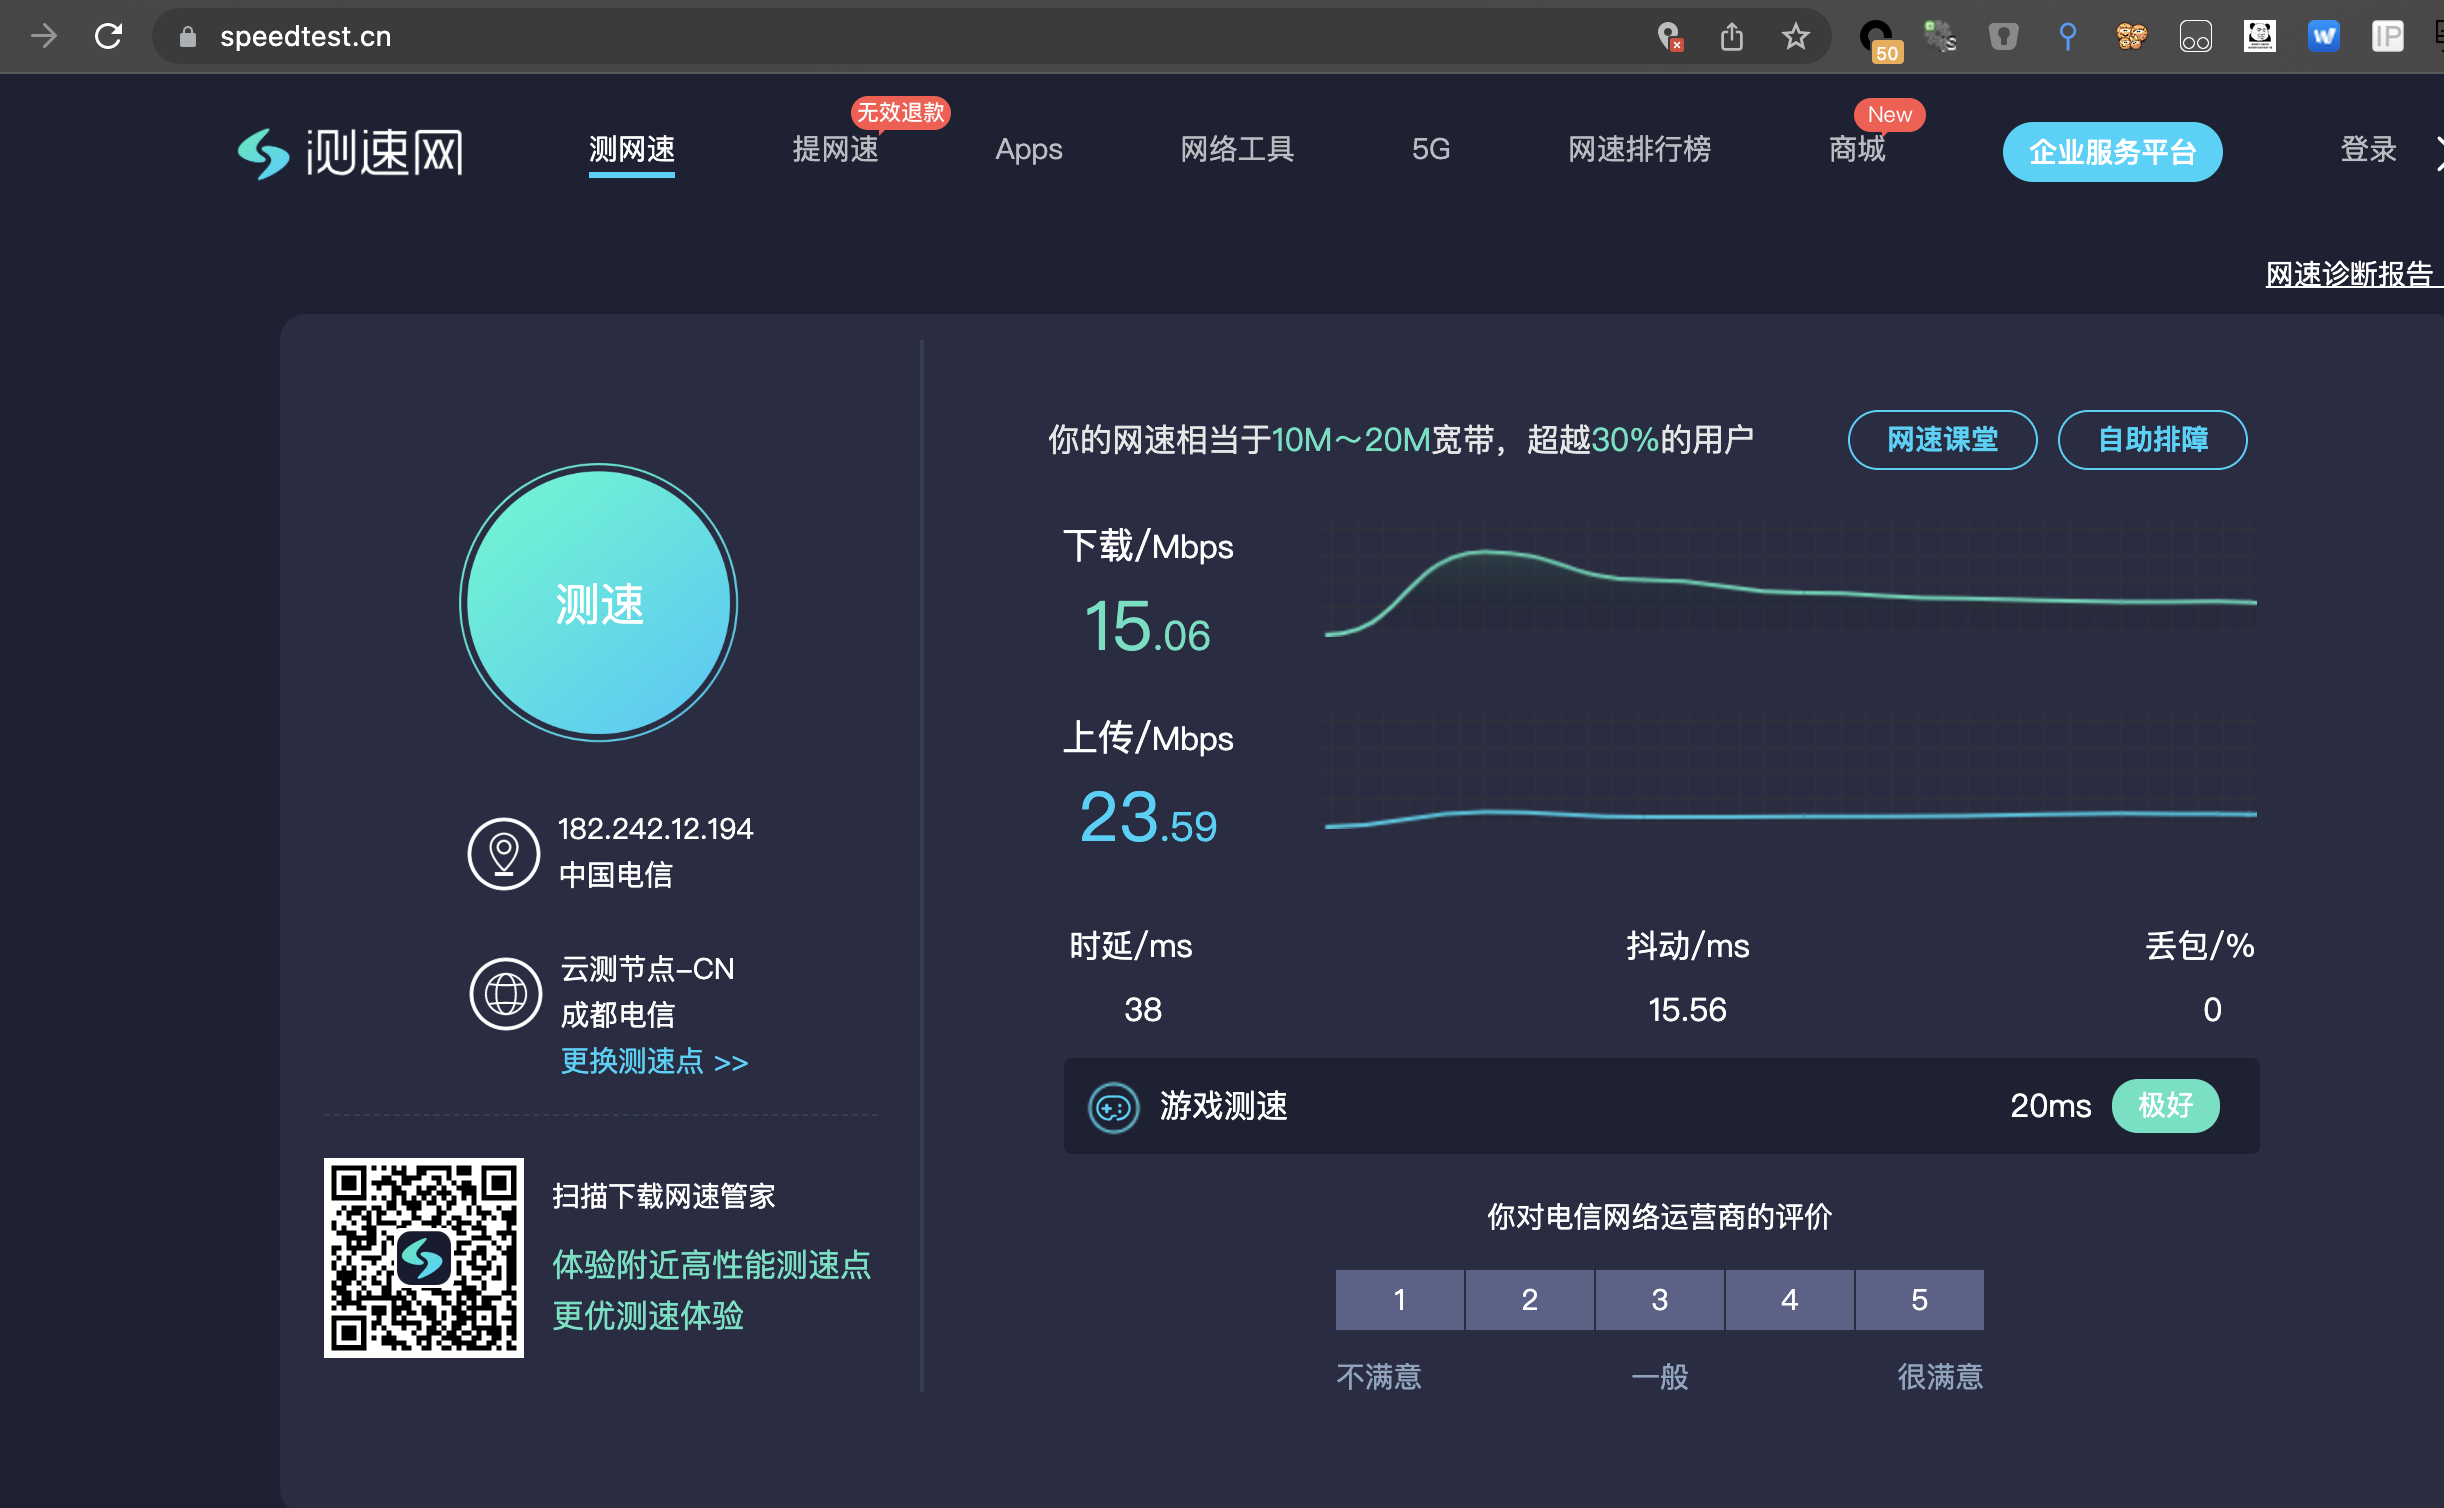 speedtest.cn
50
S
W
IP
测速网
测网速
提网速
无效退款
Apps
网络工具
5G
网速排行榜
商城
New
企业服务平台
登录
网速诊断报告
你的网速相当于10M～20M宽带，超越30%的用户
网速课堂
自助排障
测速
下载/Mbps
15.06
上传/Mbps
23.59
182.242.12.194
中国电信
云测节点-CN
成都电信
更换测速点 >>
时延/ms
抖动/ms
丢包/%
38
15.56
0
游戏测速
20ms
极好
扫描下载网速管家
体验附近高性能测速点
更优测速体验
你对电信网络运营商的评价
1
2
3
4
5
不满意
一般
很满意